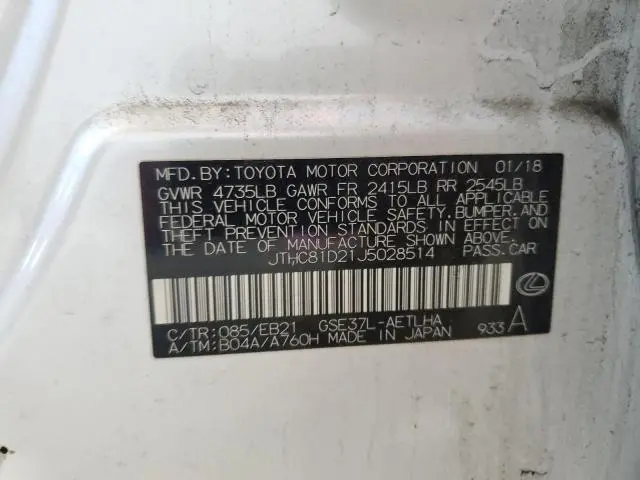 MFD.BY:TOYOTA MOTOR CORPORATION 01/18
GVWR 4735LB GAWR FR 2415LB RR 2545LB
THIS VEHICLE CONFORMS TO ALL APPLICABLE
FEDERAL MOTOR VEHICLE SAFETY,BUMPER,AND
THEFT PREVENTION STANDARDS IN EFFECT ON
THE DATE OF MANUFACTURE SHOWN ABOVE.
JTHC81D21J5028514 PASS.CAR
C/TR:085/EB21 GSE37L-AETLHA
A/TM:B04A/A760H MADE IN JAPAN 933 A